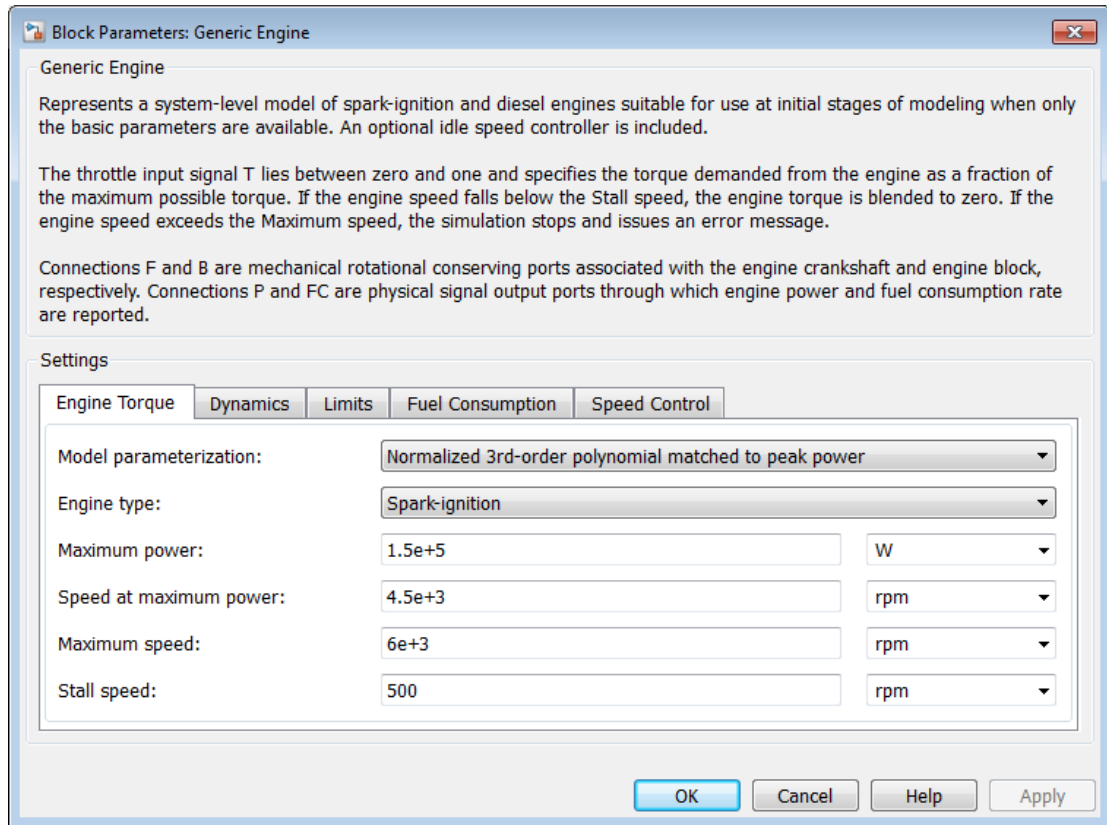 Block Parameters: Generic Engine
Generic Engine
Represents a system-level model of spark-ignition and diesel engines suitable for use at initial stages of modeling when only
the basic parameters are available. An optional idle speed controller is included.
The throttle input signal T lies between zero and one and specifies the torque demanded from the engine as a fraction of
the maximum possible torque. If the engine speed falls below the Stall speed, the engine torque is blended to zero. If the
engine speed exceeds the Maximum speed, the simulation stops and issues an error message.
Connections F and B are mechanical rotational conserving ports associated with the engine crankshaft and engine block,
respectively. Connections P and FC are physical signal output ports through which engine power and fuel consumption rate
are reported.
Settings
Engine Torque Dynamics Limits Fuel Consumption Speed Control
Model parameterization: Normalized 3rd-order polynomial matched to peak power
Engine type: Spark-ignition
Maximum power: 1.5e+5 W
Speed at maximum power: 4.5e+3 rpm
Maximum speed: 6e+3 rpm
Stall speed: 500 rpm
OK Cancel Help Apply